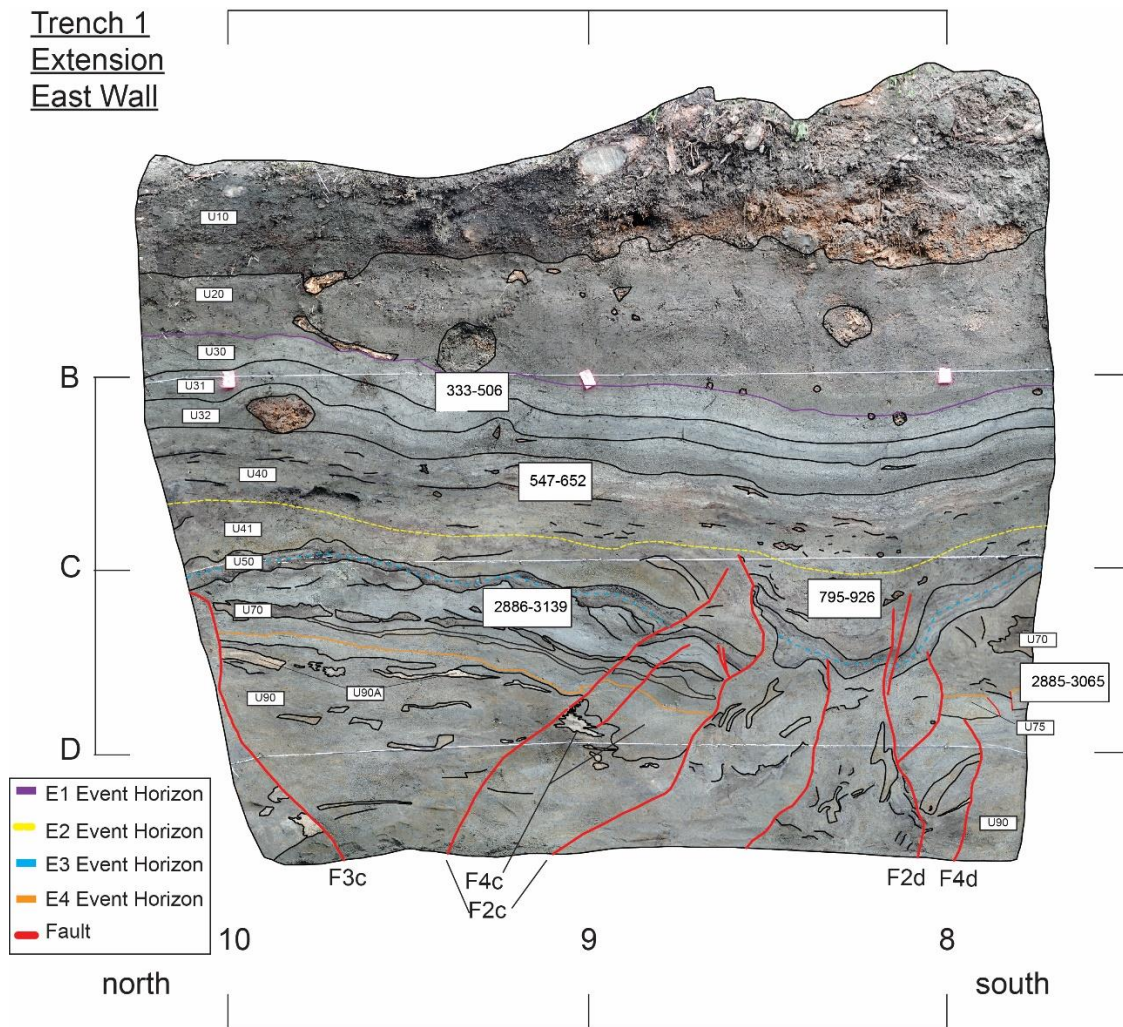 Trench 1
Extension
East Wall
U10
U20
U30
B
U31
333-506
U32
U40
547-652
U41
C
U50
2886-3139
795-926
U70
U70
2885-3065
U90
U90A
U75
D
U90
E1 Event Horizon
E2 Event Horizon
E3 Event Horizon
E4 Event Horizon
Fault
F3c
F4c
F2c
F2d
F4d
10
9
8
north
south